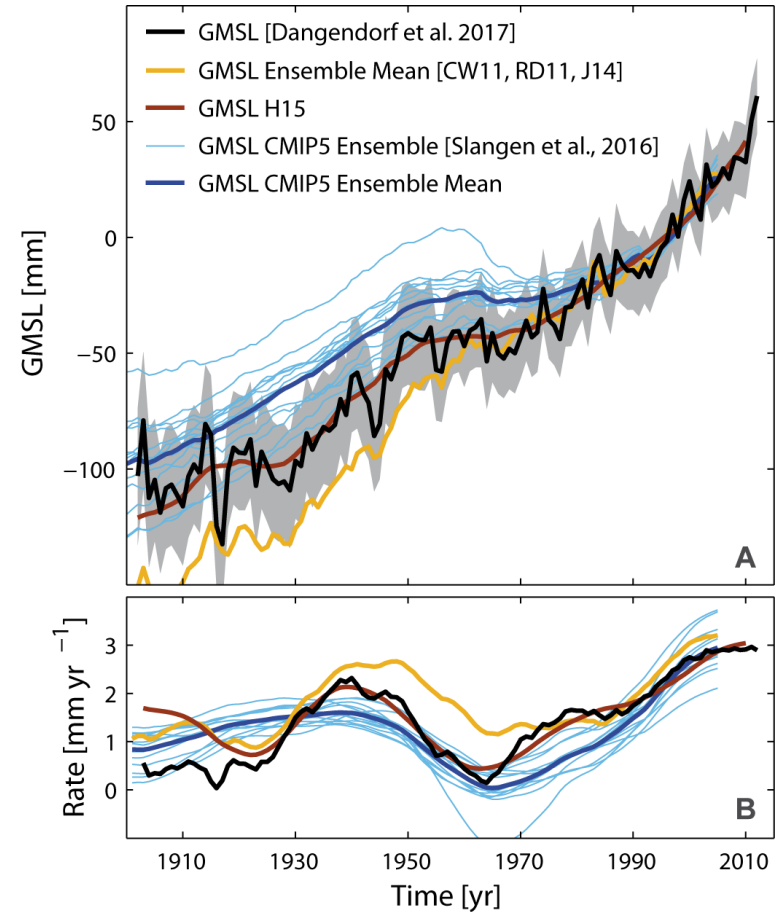 GMSL [Dangendorf et al. 2017]
GMSL Ensemble Mean [CW11, RD11, J14]
GMSL H15
GMSL CMIP5 Ensemble [Slangen et al., 2016]
GMSL CMIP5 Ensemble Mean
50
0
−50
−100
GMSL [mm]
A
3
2
1
0
Rate [mm yr −1]
B
1910 1930 1950 1970 1990 2010
Time [yr]